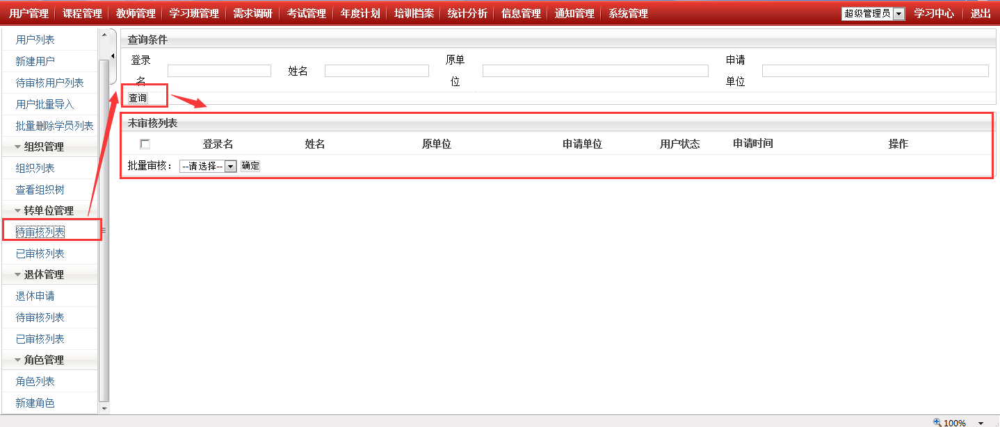 用户管理 课程管理 教师管理 学习班管理 需求调研 考试管理 年度计划 培训档案 统计分析 信息管理 通知管理 系统管理 超级管理员 学习中心 退出
用户列表
新建用户
待审核用户列表
用户批量导入
批量删除学员列表
组织管理
组织列表
查看组织树
转单位管理
待审核列表
已审核列表
退休管理
退休申请
待审核列表
已审核列表
角色管理
角色列表
新建角色
查询条件
登录名 姓名 原单位 申请单位
查询
未审核列表
登录名 姓名 原单位 申请单位 用户状态 申请时间 操作
批量审核： --请选择-- 确定
100%